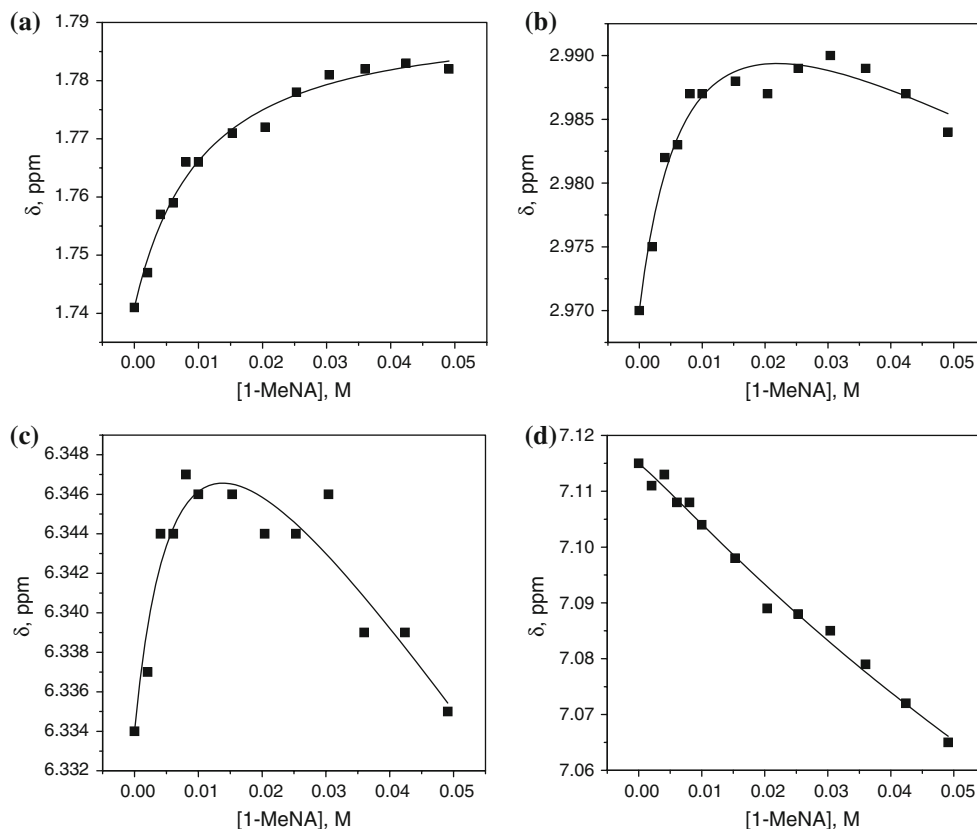 (a)
1.79
1.78
1.77
1.76
1.75
1.74
δ, ppm
0.00 0.01 0.02 0.03 0.04 0.05
[1-MeNA], M
(b)
2.990
2.985
2.980
2.975
2.970
δ, ppm
0.00 0.01 0.02 0.03 0.04 0.05
[1-MeNA], M
(c)
6.348
6.346
6.344
6.342
6.340
6.338
6.336
6.334
6.332
δ, ppm
0.00 0.01 0.02 0.03 0.04 0.05
[1-MeNA], M
(d)
7.12
7.11
7.10
7.09
7.08
7.07
7.06
δ, ppm
0.00 0.01 0.02 0.03 0.04 0.05
[1-MeNA], M